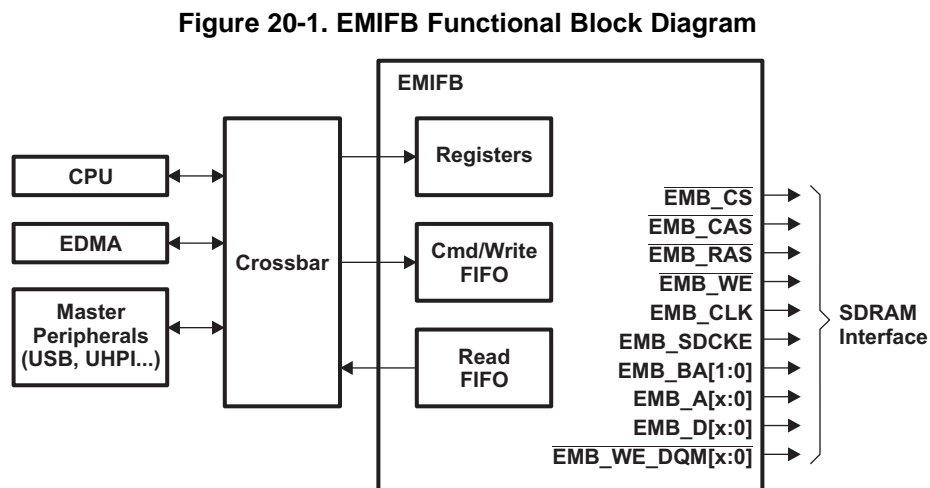 Figure 20-1. EMIFB Functional Block Diagram
EMIFB
CPU
EDMA
Master
Peripherals
(USB, UHPI...)
Crossbar
Registers
Cmd/Write
FIFO
Read
FIFO
EMB_CS
EMB_CAS
EMB_RAS
EMB_WE
EMB_CLK
EMB_SDCKE
EMB_BA[1:0]
EMB_A[x:0]
EMB_D[x:0]
EMB_WE_DQM[x:0]
SDRAM
Interface